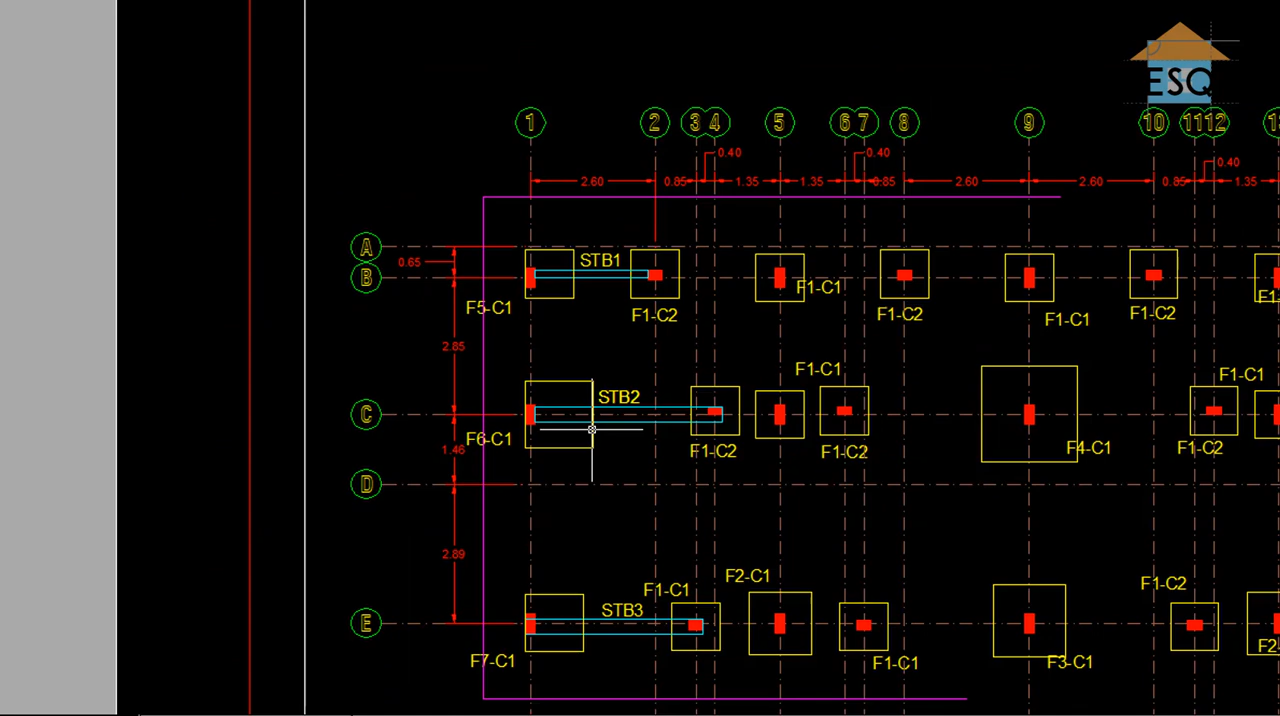 ESQ
1 2 3 4 5 6 7 8 9 10 11 12
0.40 0.40 0.40
2.60 0.85 1.35 1.35 0.85 2.60 2.60 0.85 1.35
A
0.65 STB1
B
F1-C1
F5-C1 F1-C2 F1-C2 F1-C1 F1-C2
2.85
F1-C1 F1-C1
STB2
C
F6-C1 F1-C2 F1-C2 F4-C1 F1-C2
1.46
D
2.89
F1-C1 F2-C1 F1-C2
STB3
E
F7-C1 F1-C1 F3-C1